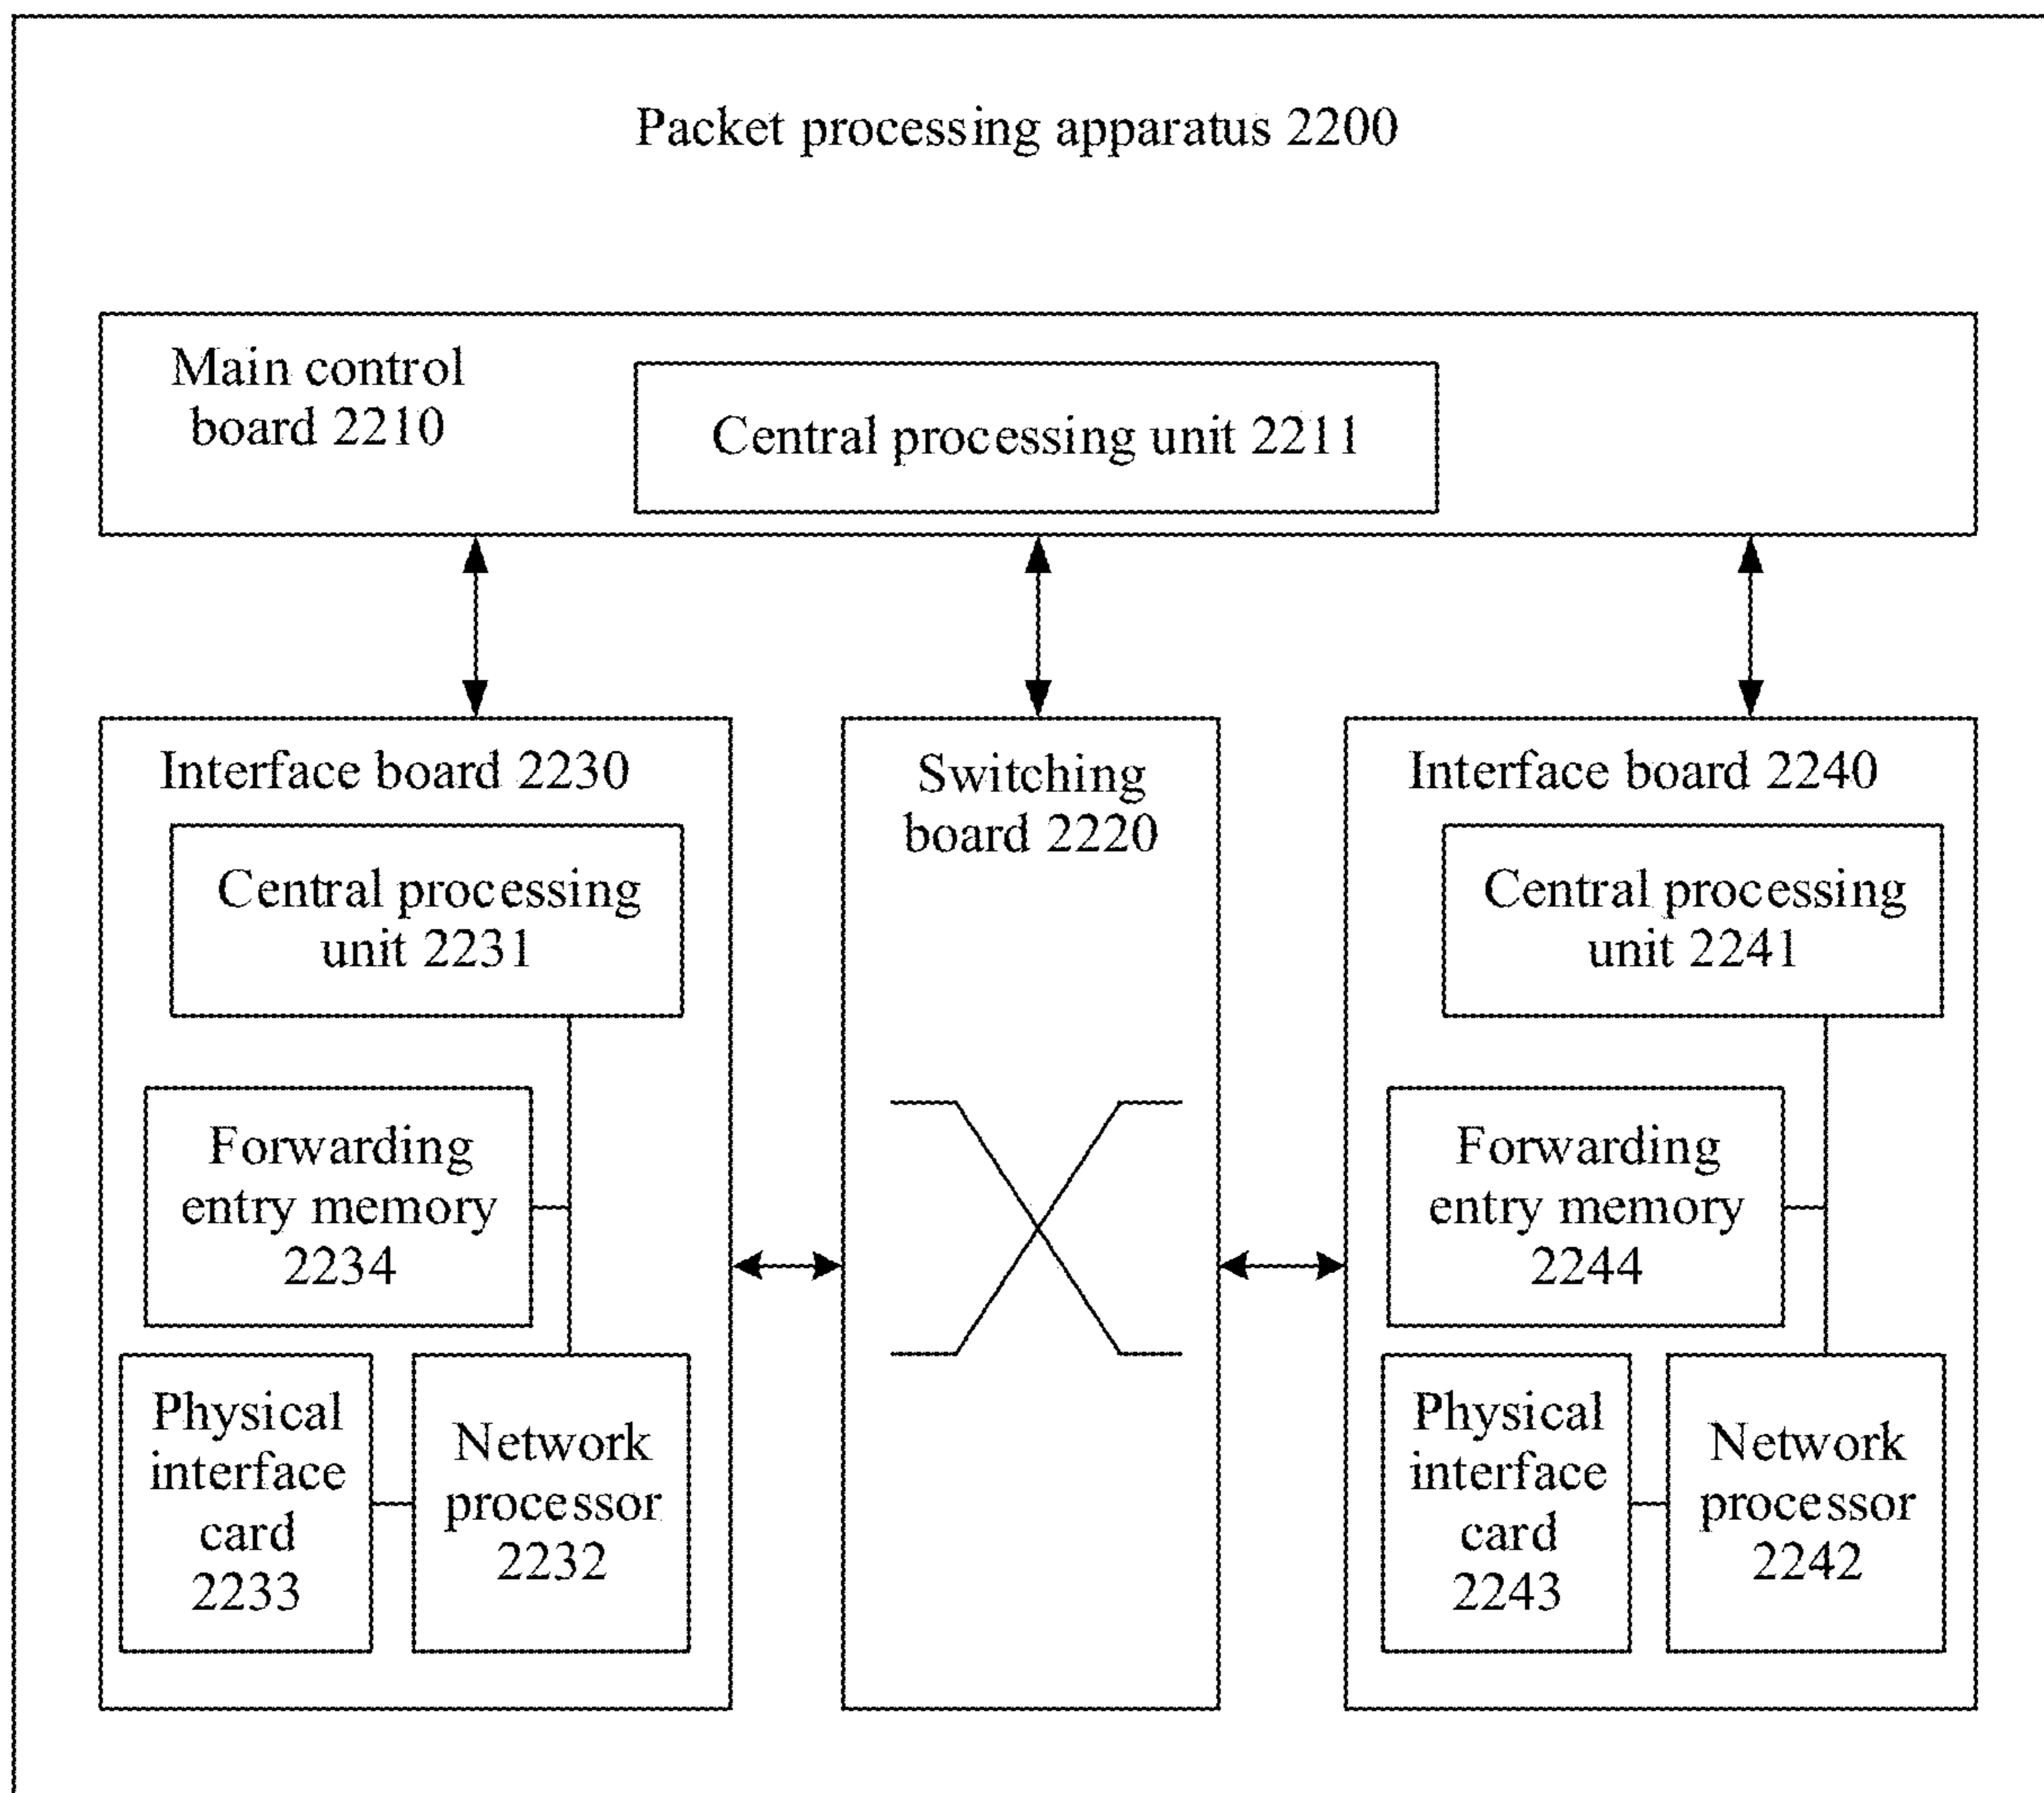 Packet processing apparatus 2200
Main control
board 2210
Central processing unit 2211
Interface board 2230
Central processing
unit 2231
Forwarding
entry memory
2234
Physical
interface
card
2233
Network
processor
2232
Switching
board 2220
Interface board 2240
Central processing
unit 2241
Forwarding
entry memory
2244
Physical
interface
card
2243
Network
processor
2242